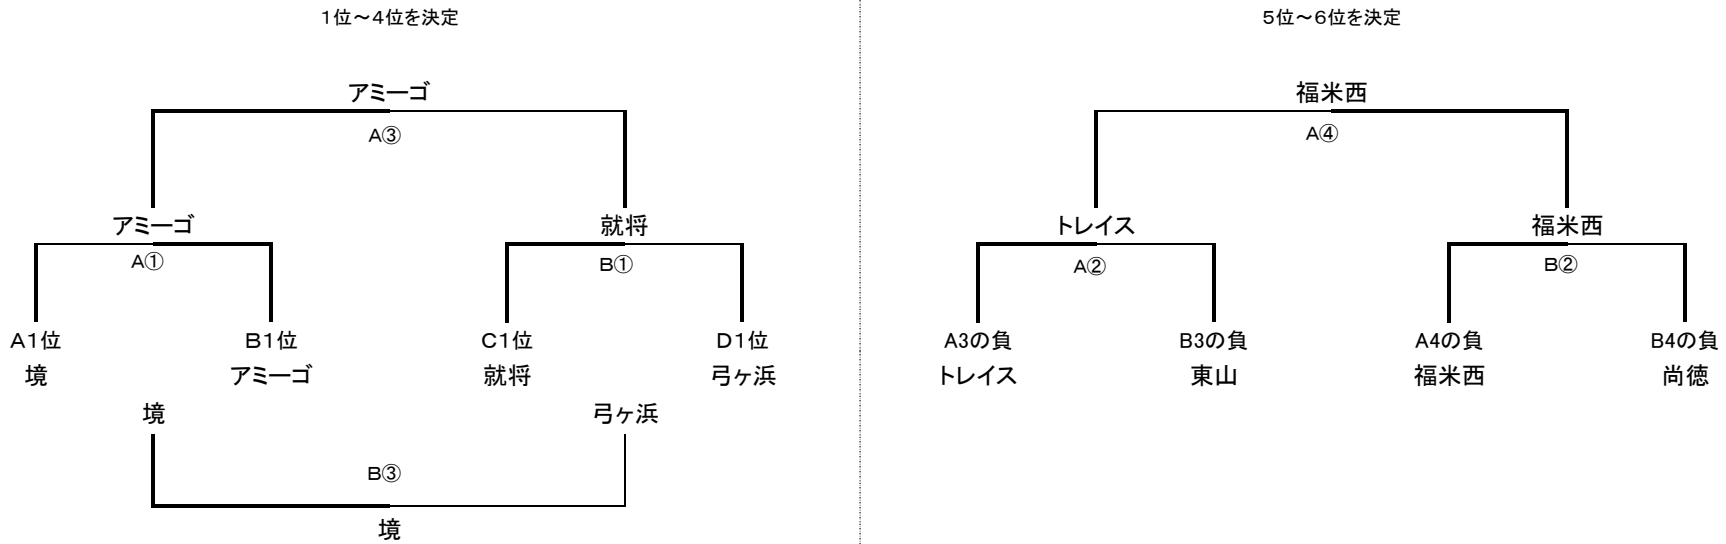 1位～4位を決定
アミーゴ
A③
アミーゴ 就将
A① B①
A1位 B1位 C1位 D1位
境 アミーゴ 就将 弓ヶ浜
境 弓ヶ浜
B③
境
5位～6位を決定
福米西
A④
トレイス 福米西
A② B②
A3の負 B3の負 A4の負 B4の負
トレイス 東山 福米西 尚徳